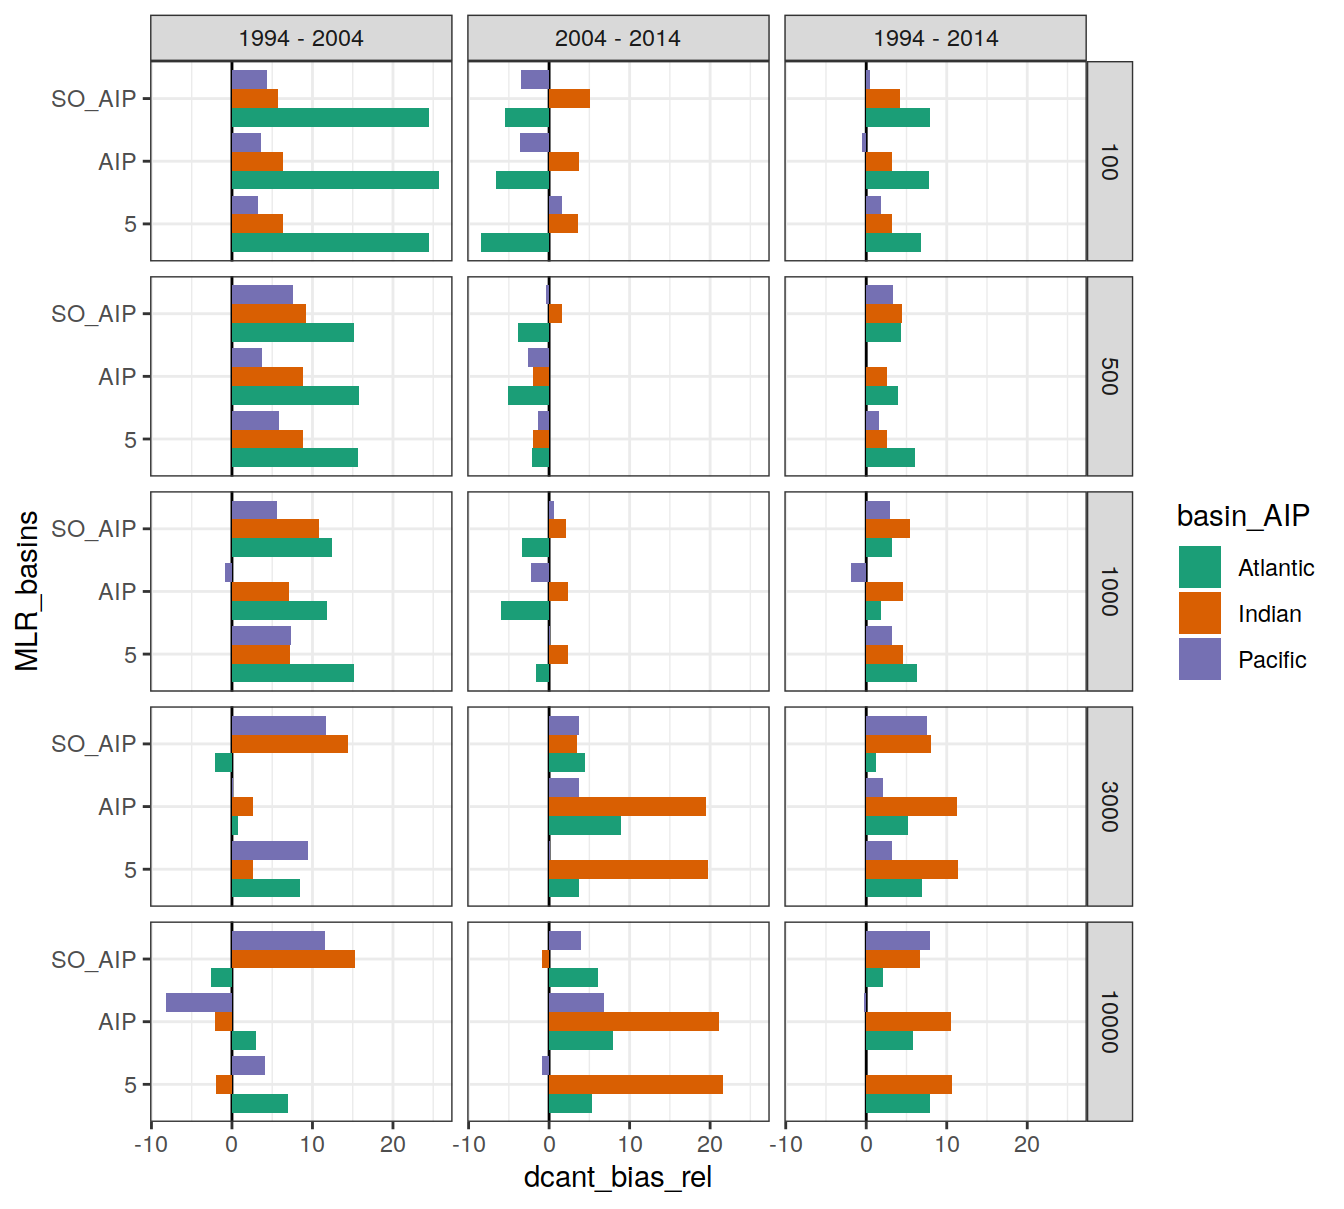 1994 - 2004
2004 - 2014
1994 - 2014
SO_AIP
AIP
5
100
SO_AIP
AIP
5
500
SO_AIP
AIP
5
1000
SO_AIP
AIP
5
3000
SO_AIP
AIP
5
10000
-10 0 10 20
-10 0 10 20
-10 0 10 20
dcant_bias_rel
MLR_basins
basin_AIP
Atlantic
Indian
Pacific